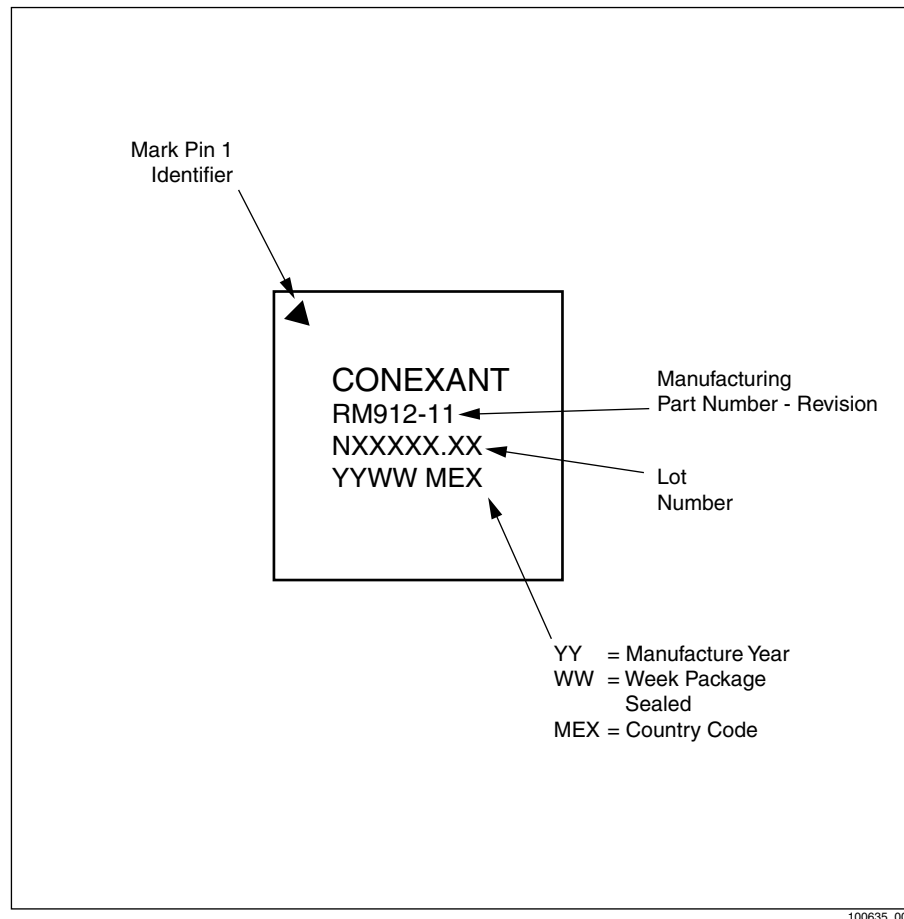 Mark Pin 1
Identifier
CONEXANT
RM912-11
NXXXXX.XX
YYWW MEX
Manufacturing
Part Number - Revision
Lot
Number
YY = Manufacture Year
WW = Week Package
Sealed
MEX = Country Code